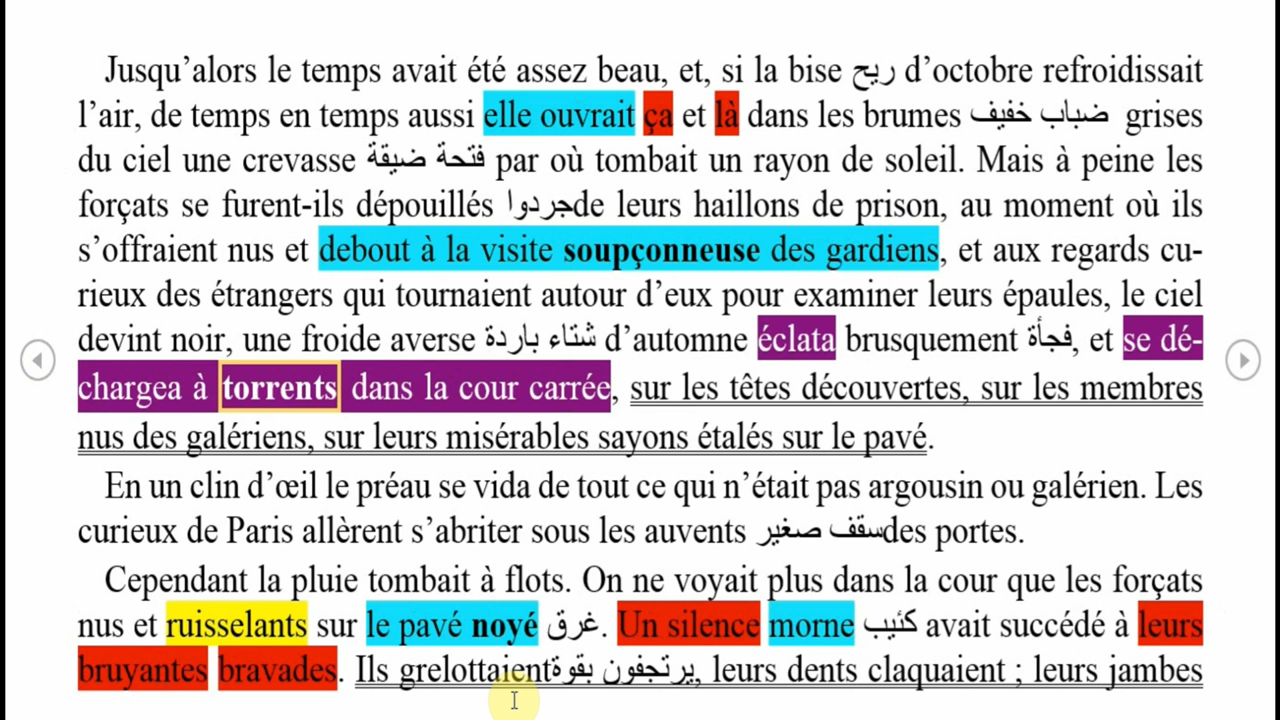 Jusqu’alors le temps avait été assez beau, et, si la bise ريح d’octobre refroidissait
l’air, de temps en temps aussi elle ouvrait ça et là dans les brumes ضباب خفيف grises
du ciel une crevasse فتحة ضيقة par où tombait un rayon de soleil. Mais à peine les
forçats se furent-ils dépouillés جردوا de leurs haillons de prison, au moment où ils
s’offraient nus et debout à la visite soupçonneuse des gardiens, et aux regards cu-
rieux des étrangers qui tournaient autour d’eux pour examiner leurs épaules, le ciel
devint noir, une froide averse شتاء باردة d’automne éclata brusquement فجأة, et se dé-
chargea à torrents dans la cour carrée, sur les têtes découvertes, sur les membres
nus des galériens, sur leurs misérables sayons étalés sur le pavé.
En un clin d’œil le préau se vida de tout ce qui n’était pas argousin ou galérien. Les
curieux de Paris allèrent s’abriter sous les auvents سقف صغير des portes.
Cependant la pluie tombait à flots. On ne voyait plus dans la cour que les forçats
nus et ruisselants sur le pavé noyé غرق. Un silence morne كئيب avait succédé à leurs
bruyantes bravades. Ils grelottaient يرتجفون بقوة, leurs dents claquaient ; leurs jambes